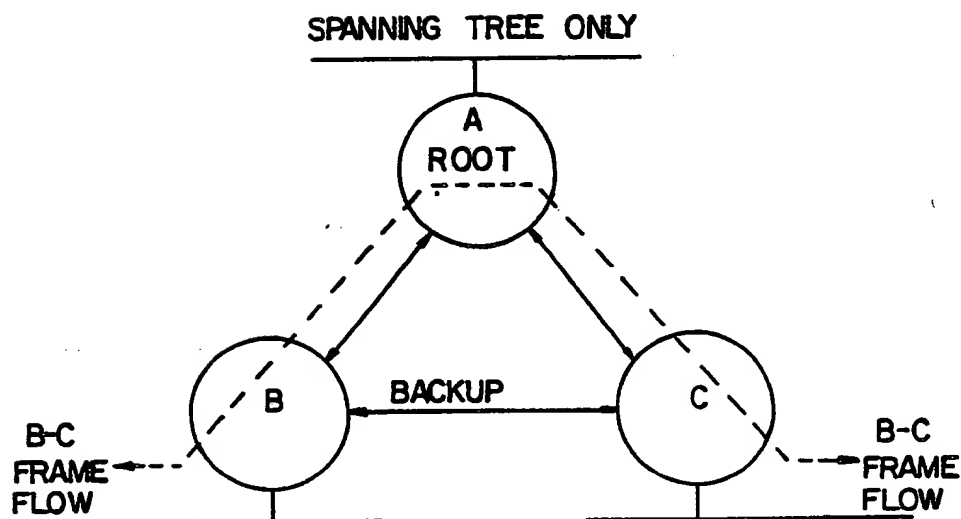 SPANNING TREE ONLY
A
ROOT
B
BACKUP
C
B-C
FRAME
FLOW
B-C
FRAME
FLOW